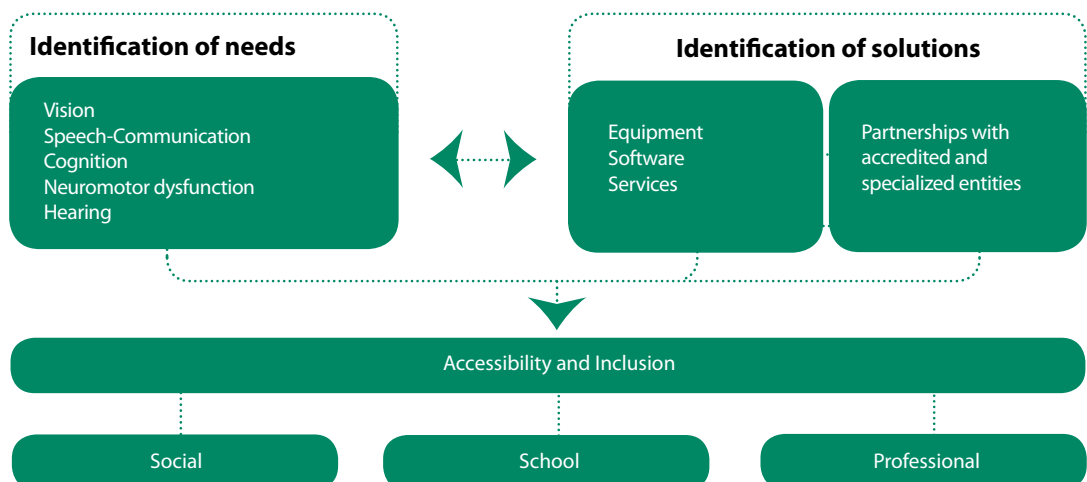 Identification of needs
Vision
Speech-Communication
Cognition
Neuromotor dysfunction
Hearing
Identification of solutions
Equipment
Software
Services
Partnerships with
accredited and
specialized entities
Accessibility and Inclusion
Social
School
Professional